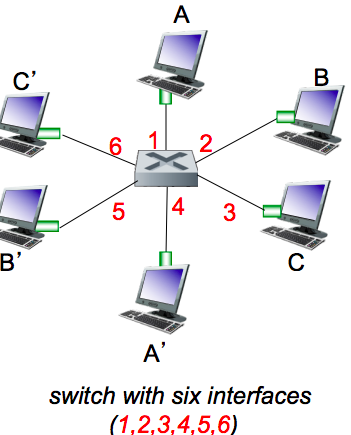 A
C'
B
6
1
2
5
4
3
B'
C
A'
switch with six interfaces
(1,2,3,4,5,6)